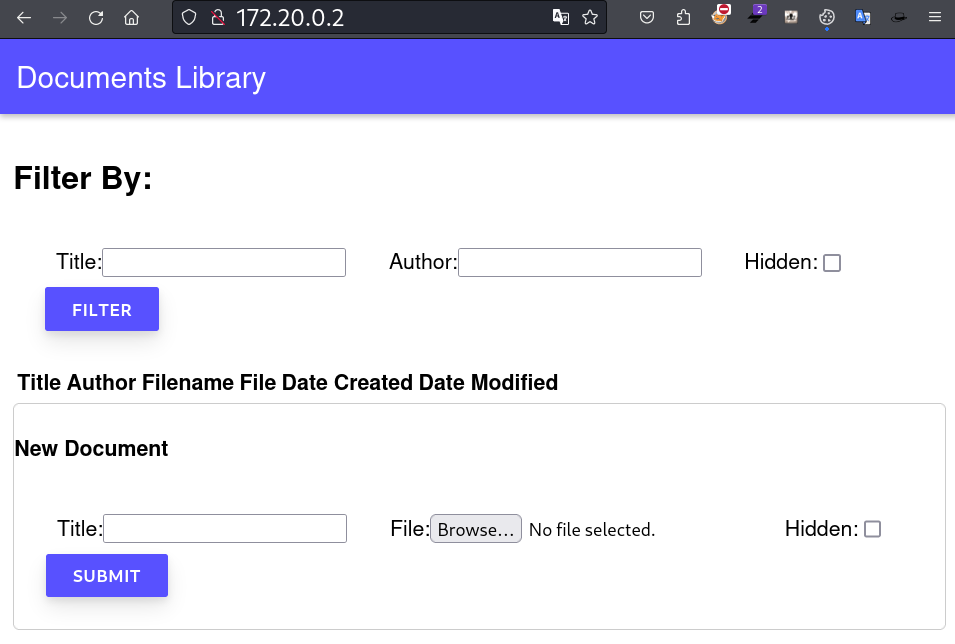 172.20.0.2
2
Documents Library
Filter By:
Title: Author: Hidden:
FILTER
Title Author Filename File Date Created Date Modified
New Document
Title: File: Browse... No file selected. Hidden:
SUBMIT